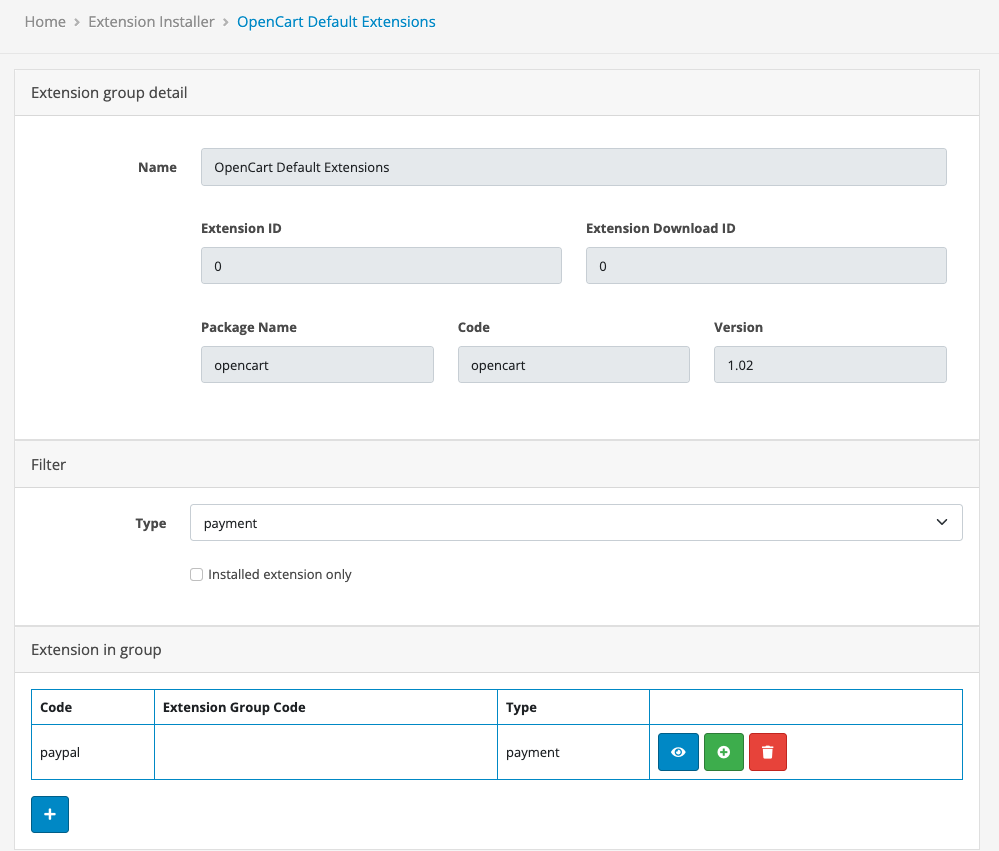 Home > Extension Installer > OpenCart Default Extensions
Extension group detail
Name OpenCart Default Extensions
Extension ID Extension Download ID
0 0
Package Name Code Version
opencart opencart 1.02
Filter
Type payment
Installed extension only
Extension in group
Code Extension Group Code Type
paypal payment